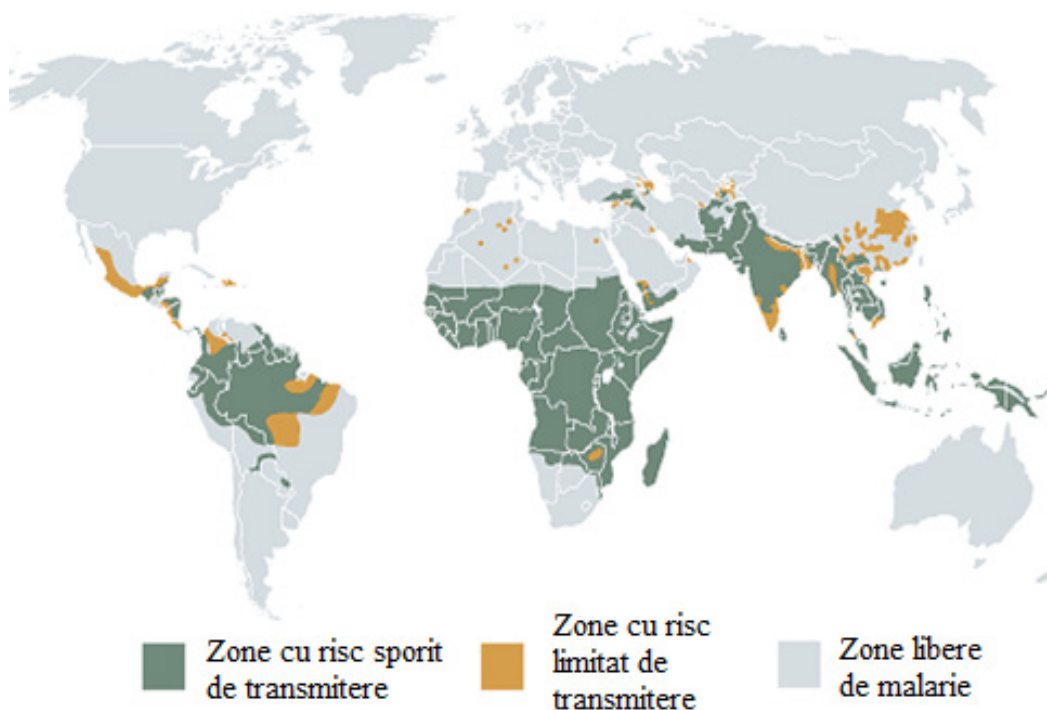 Zone cu risc sporit
de transmitere
Zone cu risc
limitat de
transmitere
Zone libere
de malarie